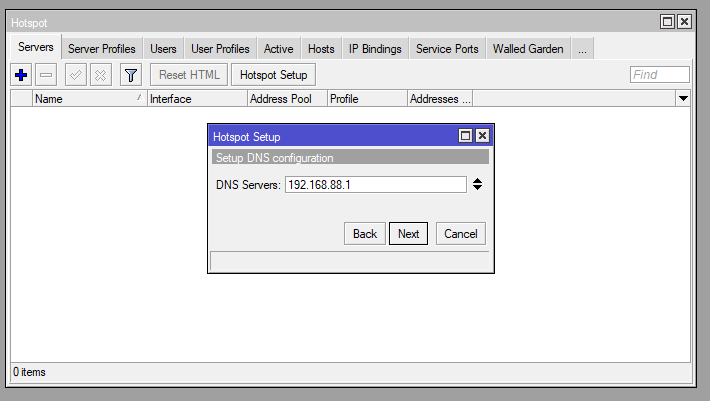 Hotspot
Servers Server Profiles Users User Profiles Active Hosts IP Bindings Service Ports Walled Garden ...
Reset HTML Hotspot Setup Find
Name Interface Address Pool Profile Addresses ...
Hotspot Setup
Setup DNS configuration
DNS Servers: 192.168.88.1
Back Next Cancel
0 items